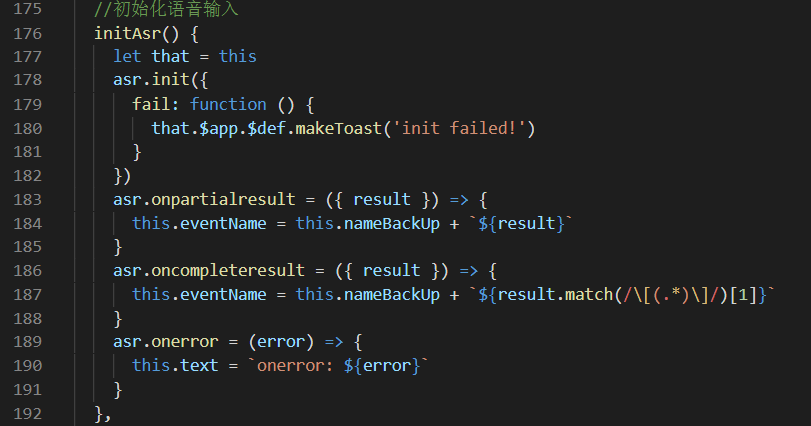 175 //初始化语音输入
176 initAsr() {
177 let that = this
178 asr.init({
179 fail: function () {
180 that.$app.$def.makeToast('init failed!')
181 }
182 })
183 asr.onpartialresult = ({ result }) => {
184 this.eventName = this.nameBackUp + `${result}`
185 }
186 asr.oncompleteresult = ({ result }) => {
187 this.eventName = this.nameBackUp + `${result.match(/\[(.*)\]/)[1]}`
188 }
189 asr.onerror = (error) => {
190 this.text = `onerror: ${error}`
191 }
192 },